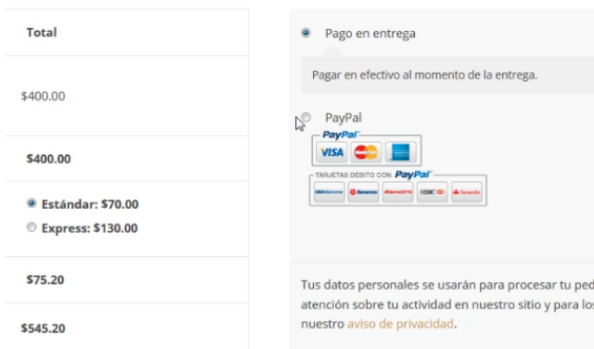 Total
$400.00
$400.00
Estándar: $70.00
Express: $130.00
$75.20
$545.20
Pago en entrega
Pagar en efectivo al momento de la entrega.
PayPal
PayPal
VISA
TARJETAS DÉBITO CON PayPal
HSBC
Santander
Tus datos personales se usarán para procesar tu ped
atención sobre tu actividad en nuestro sitio y para los
nuestro aviso de privacidad.